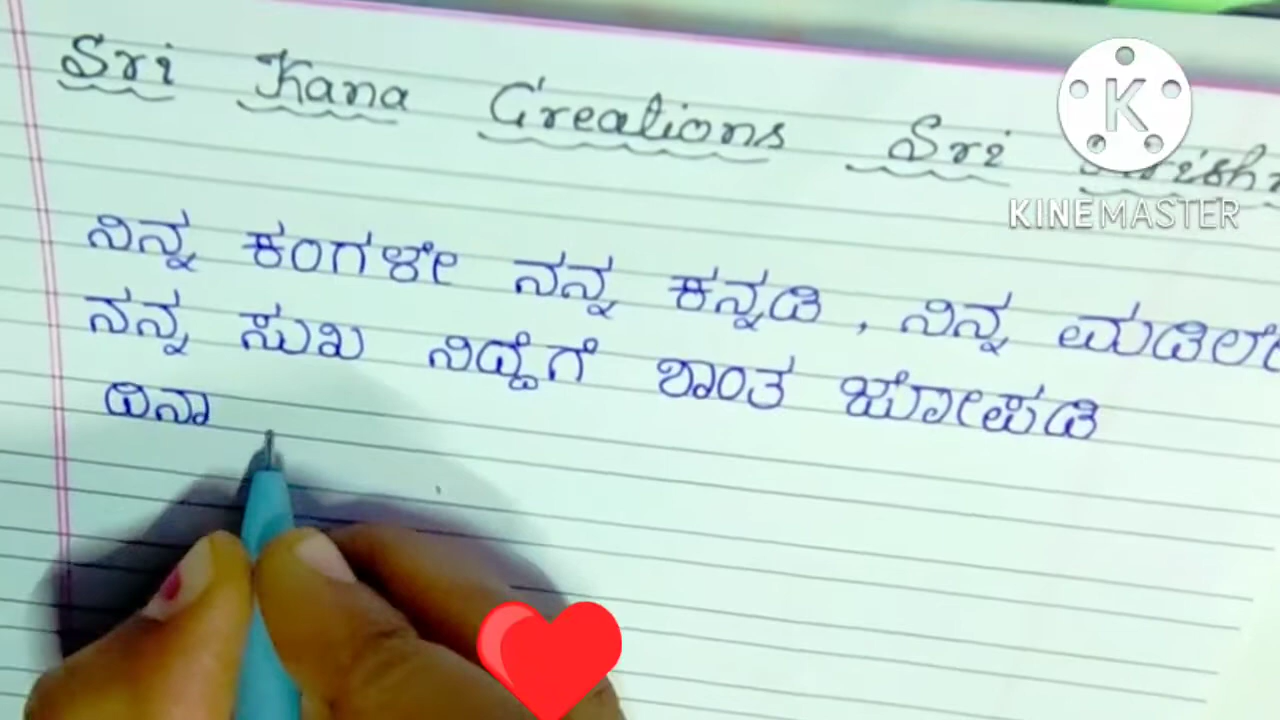 Sri Kana Creations Sri
KINEMASTER
ನಿನ್ನ ಕಂಗಳೇ ನನ್ನ ಕನ್ನಡಿ, ನಿನ್ನ
ನನ್ನ ಸುಖ ನಿದ್ದೆಗೆ ಶಾಂತ ಜೋಪಡಿ
ದಿನಾ